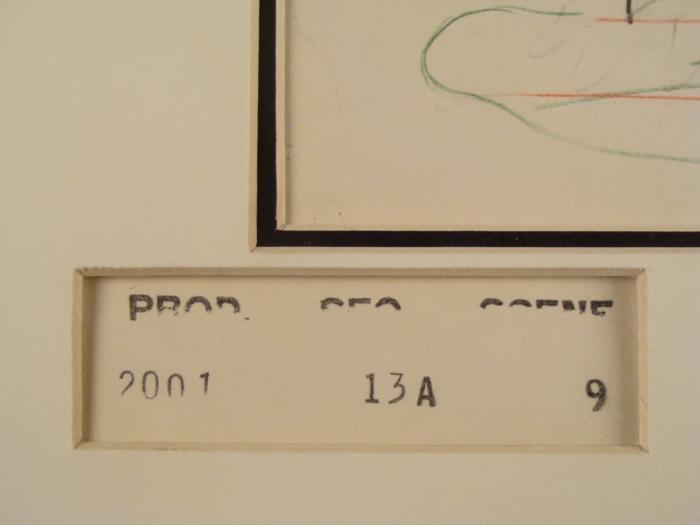 PROD. SEQ SCENE
2001 13A 9